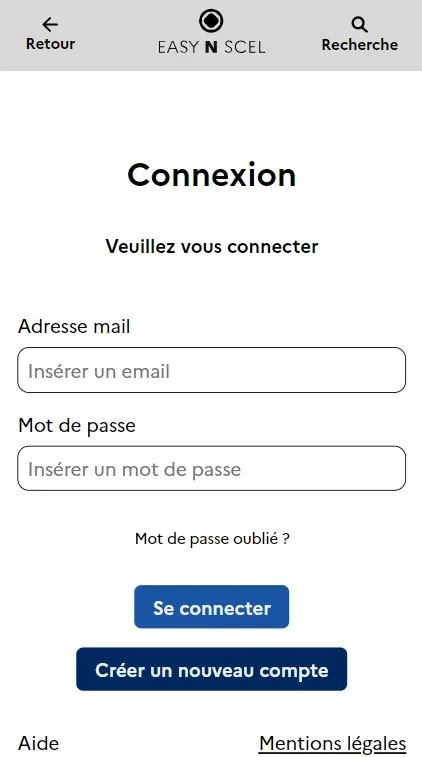 Retour
EASY N SCEL
Recherche
Connexion
Veuillez vous connecter
Adresse mail
Insérer un email
Mot de passe
Insérer un mot de passe
Mot de passe oublié ?
Se connecter
Créer un nouveau compte
Aide
Mentions légales